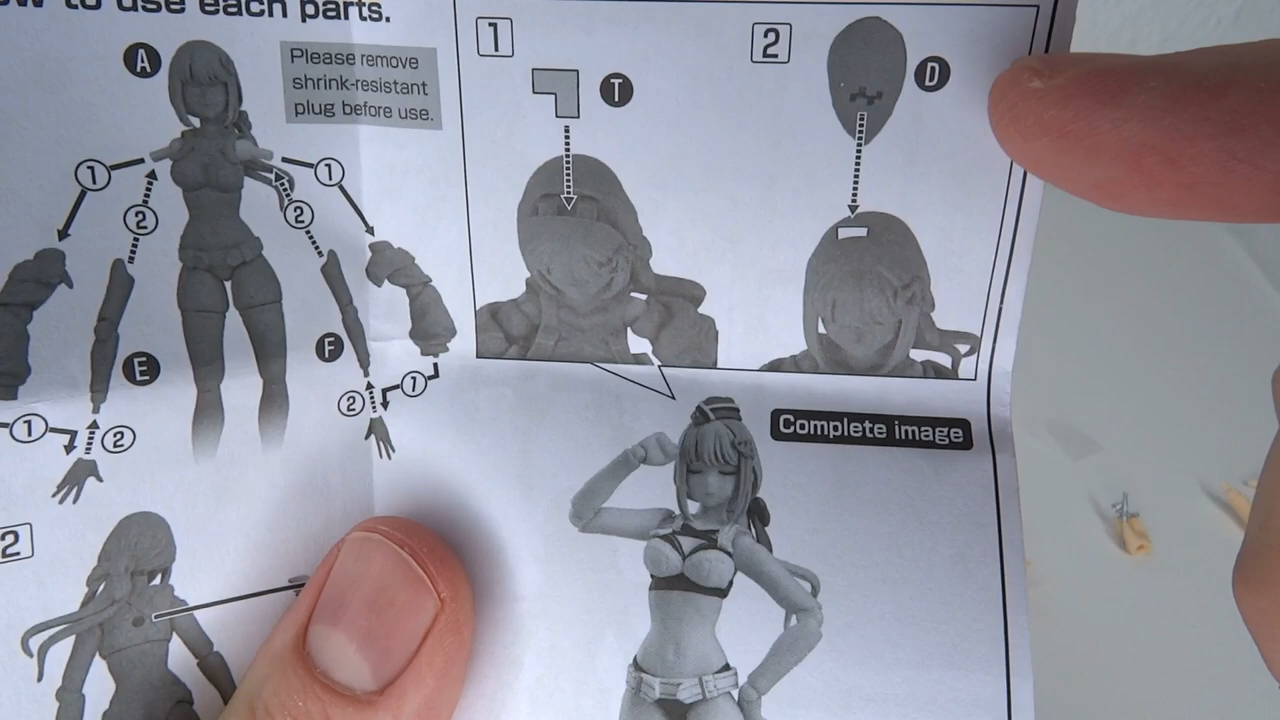 to use each parts.
A
Please remove
shrink-resistant
plug before use.
1
1
2
2
E
F
1
2
1
2
2
1
T
2
D
Complete image